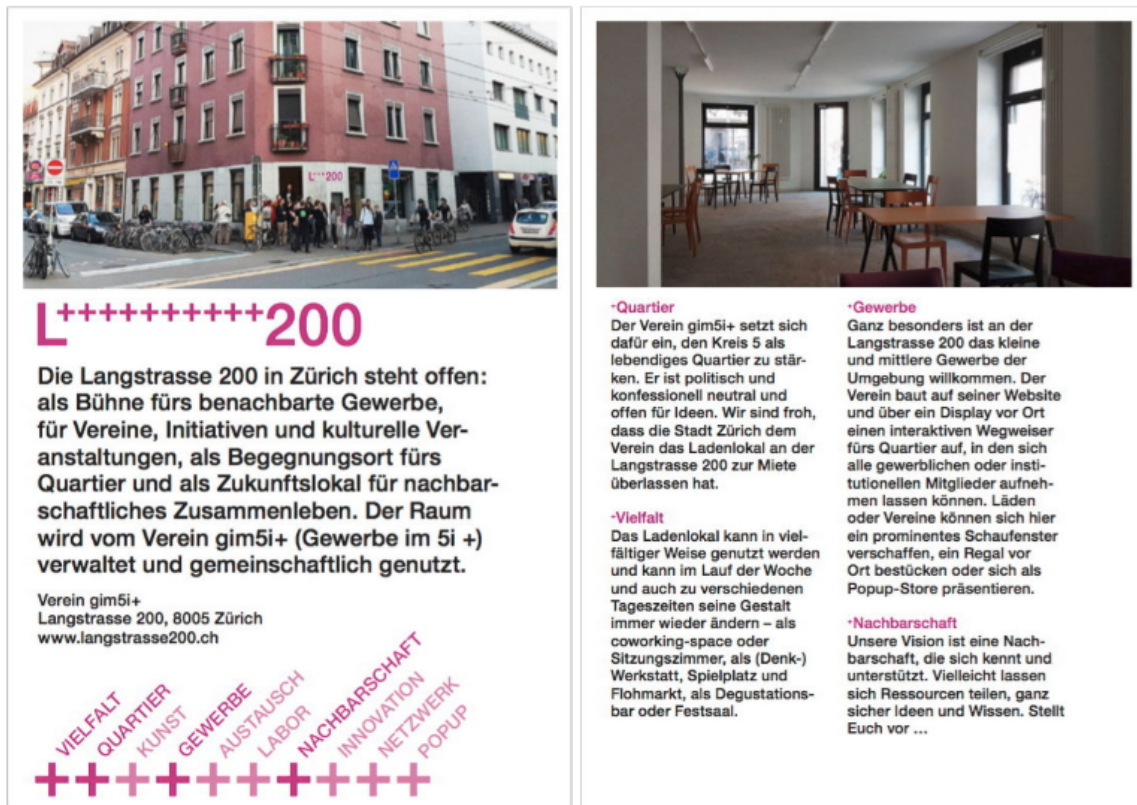 L+++200
L++++++++++200
Die Langstrasse 200 in Zürich steht offen:
als Bühne fürs benachbarte Gewerbe,
für Vereine, Initiativen und kulturelle Ver-
anstaltungen, als Begegnungsort fürs
Quartier und als Zukunftslokal für nachbar-
schaftliches Zusammenleben. Der Raum
wird vom Verein gim5i+ (Gewerbe im 5i +)
verwaltet und gemeinschaftlich genutzt.
Verein gim5i+
Langstrasse 200, 8005 Zürich
www.langstrasse200.ch
VIELFALT
QUARTIER
KUNST
GEWERBE
AUSTAUSCH
LABOR
NACHBARSCHAFT
INNOVATION
NETZWERK
POPUP
+ + + + + + + + + +
+Quartier
Der Verein gim5i+ setzt sich
dafür ein, den Kreis 5 als
lebendiges Quartier zu stär-
ken. Er ist politisch und
konfessionell neutral und
offen für Ideen. Wir sind froh,
dass die Stadt Zürich dem
Verein das Ladenlokal an der
Langstrasse 200 zur Miete
überlassen hat.
+Vielfalt
Das Ladenlokal kann in viel-
fältiger Weise genutzt werden
und kann im Lauf der Woche
und auch zu verschiedenen
Tageszeiten seine Gestalt
immer wieder ändern – als
coworking-space oder
Sitzungszimmer, als (Denk-)
Werkstatt, Spielplatz und
Flohmarkt, als Degustations-
bar oder Festsaal.
+Gewerbe
Ganz besonders ist an der
Langstrasse 200 das kleine
und mittlere Gewerbe der
Umgebung willkommen. Der
Verein baut auf seiner Website
und über ein Display vor Ort
einen interaktiven Wegweiser
fürs Quartier auf, in den sich
alle gewerblichen oder insti-
tutionellen Mitglieder aufneh-
men lassen können. Läden
oder Vereine können sich hier
ein prominentes Schaufenster
verschaffen, ein Regal vor
Ort bestücken oder sich als
Popup-Store präsentieren.
+Nachbarschaft
Unsere Vision ist eine Nach-
barschaft, die sich kennt und
unterstützt. Vielleicht lassen
sich Ressourcen teilen, ganz
sicher Ideen und Wissen. Stellt
Euch vor ...